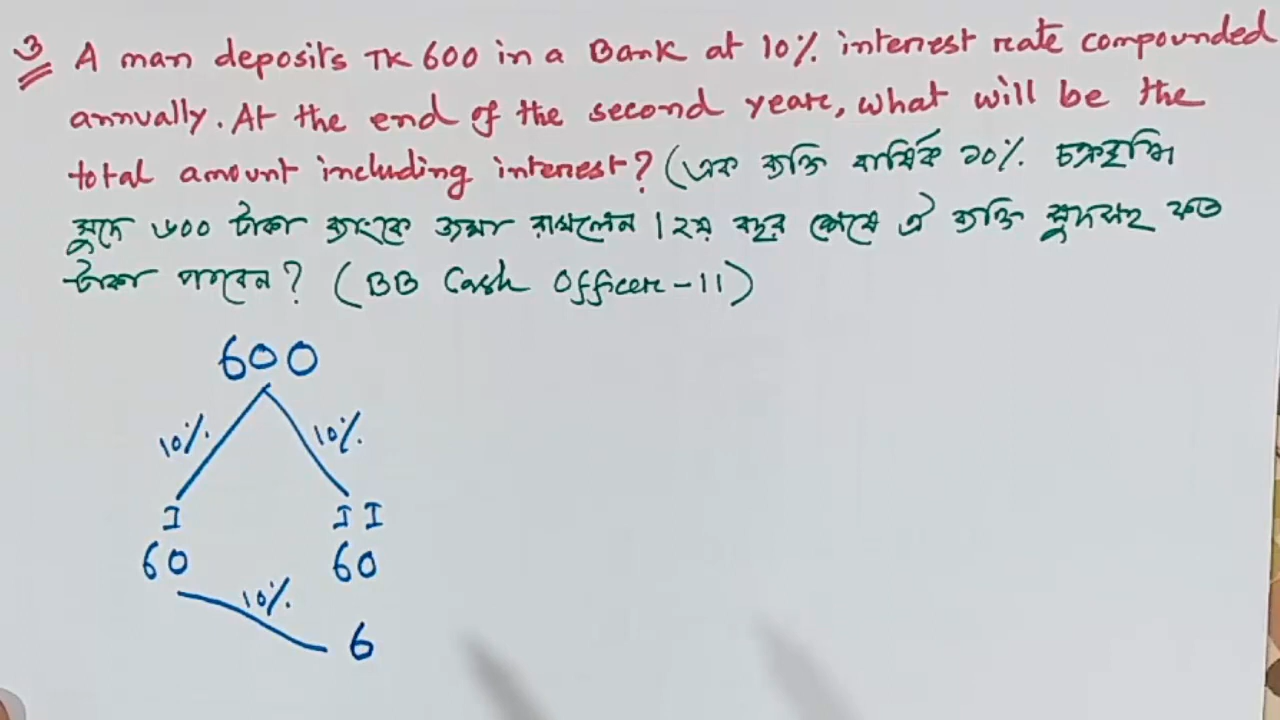 ৩ A man deposits TK 600 in a Bank at 10% interest rate compounded
annually. At the end of the second year, what will be the
total amount including interest? (এক ব্যক্তি বার্ষিক ১০% চক্রবৃদ্ধি
সুদে ৬০০ টাকা ব্যাংকে জমা রাখলেন। ২য় বছর শেষে ঐ ব্যক্তি সুদসহ কত
টাকা পাবেন? (BB Cash Officer-11)
600
10% 10%
I II
60 60
10%
6